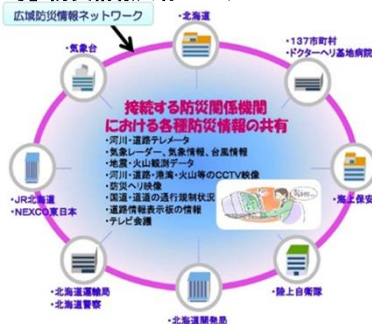 広域防災情報ネットワーク
・北海道
・気象台
・137市町村
・ドクターヘリ基地病院
接続する防災関係機関
における各種防災情報の共有
・河川・道路テレメータ
・気象レーダー、気象情報、台風情報
・地震・火山観測データ
・河川・道路・港湾・火山等のCCTV映像
・防災ヘリ映像
・国道・道道の通行規制状況
・道路情報表示板の情報
・テレビ会議
・JR北海道
・NEXCO東日本
・海上保安
・北海道運輸局
・北海道警察
・陸上自衛隊
・北海道開発局